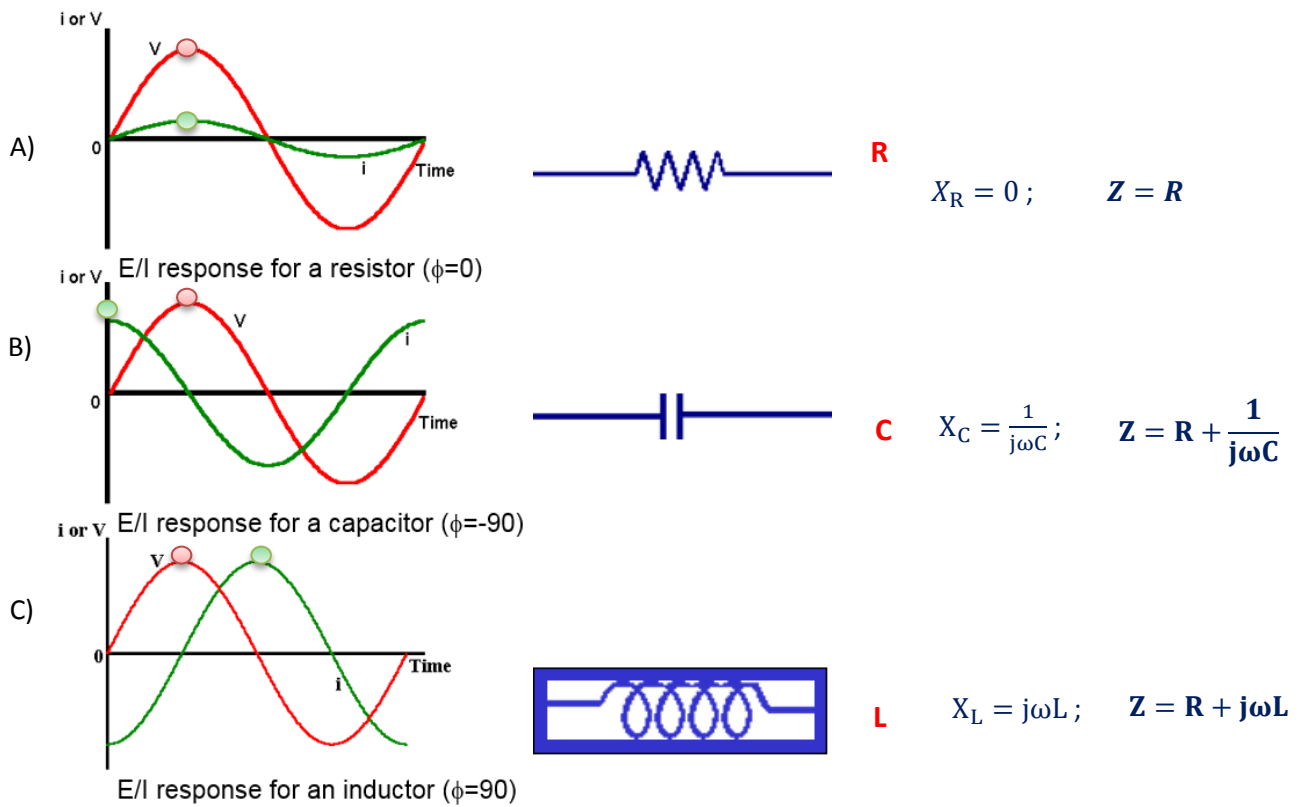 i or V
V
A)
0
i
Time
R
X_R = 0 ; Z = R
E/I response for a resistor (ϕ=0)
i or V
V
i
B)
0
Time
C
X_C = 1/jωC ; Z = R + 1/jωC
E/I response for a capacitor (ϕ=-90)
i or V
V
C)
0
Time
i
L
X_L = jωL ; Z = R + jωL
E/I response for an inductor (ϕ=90)